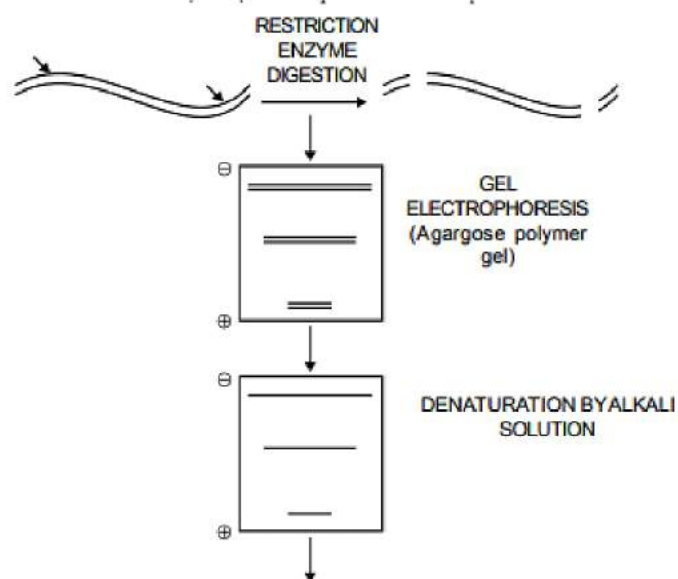 RESTRICTION
ENZYME
DIGESTION
⊖
GEL
ELECTROPHORESIS
(Agargose polymer
gel)
⊕
⊖
DENATURATION BYALKALI
SOLUTION
⊕